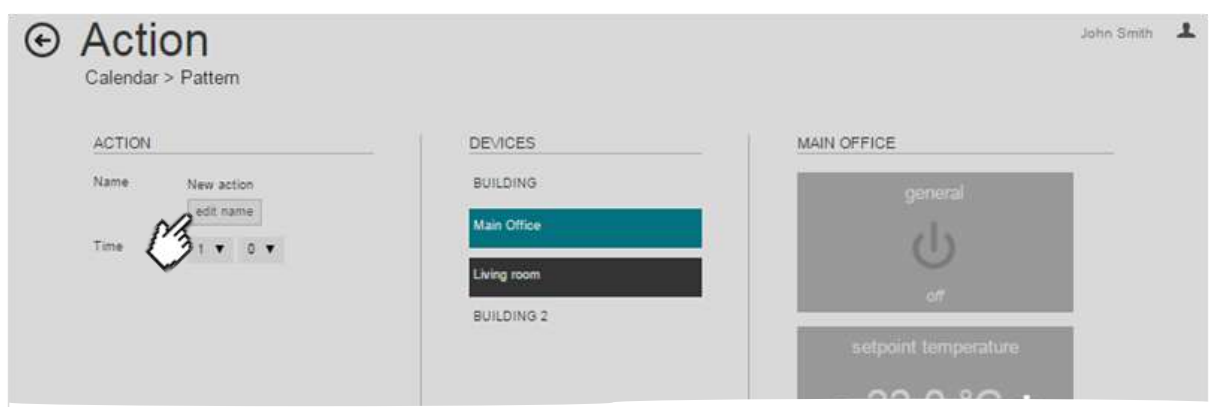 Action
John Smith
Calendar > Pattern
ACTION
Name
New action
edit name
Time
1 ▼ 0 ▼
DEVICES
BUILDING
Main Office
Living room
BUILDING 2
MAIN OFFICE
general
off
setpoint temperature